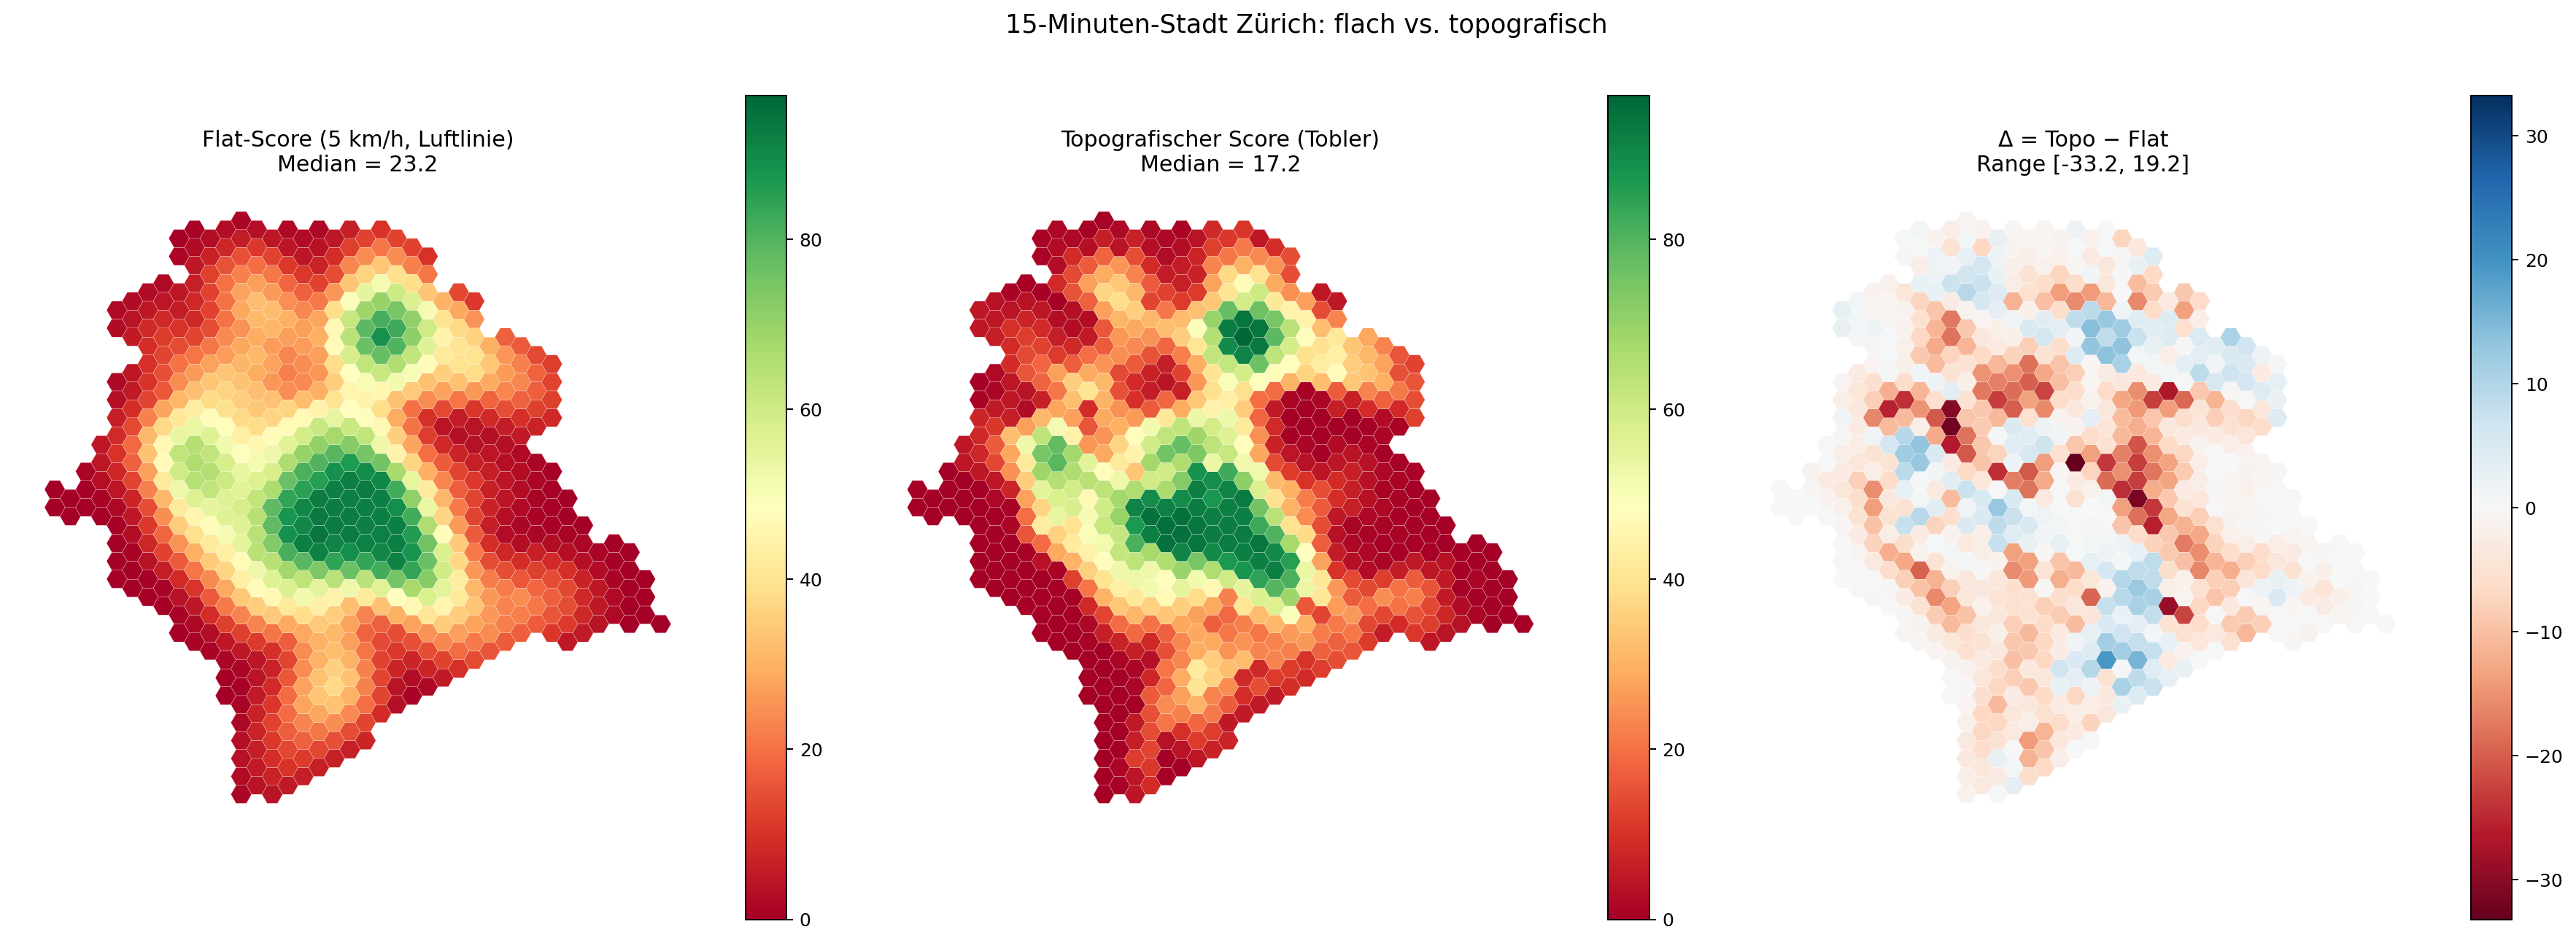 15-Minuten-Stadt Zürich: flach vs. topografisch
Flat-Score (5 km/h, Luftlinie)
Median = 23.2
80
60
40
20
0
Topografischer Score (Tobler)
Median = 17.2
80
60
40
20
0
Δ = Topo − Flat
Range [-33.2, 19.2]
30
20
10
0
−10
−20
−30